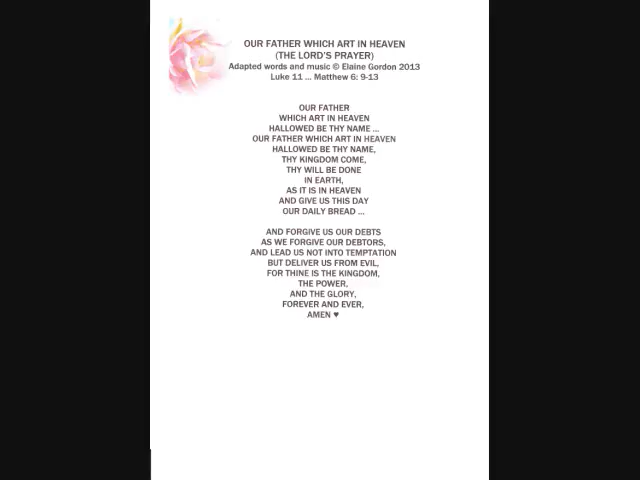 OUR FATHER WHICH ART IN HEAVEN
(THE LORD'S PRAYER)
Adapted words and music © Elaine Gordon 2013
Luke 11 ... Matthew 6: 9-13
OUR FATHER
WHICH ART IN HEAVEN
HALLOWED BE THY NAME ...
OUR FATHER WHICH ART IN HEAVEN
HALLOWED BE THY NAME,
THY KINGDOM COME,
THY WILL BE DONE
IN EARTH,
AS IT IS IN HEAVEN
AND GIVE US THIS DAY
OUR DAILY BREAD ...
AND FORGIVE US OUR DEBTS
AS WE FORGIVE OUR DEBTORS,
AND LEAD US NOT INTO TEMPTATION
BUT DELIVER US FROM EVIL,
FOR THINE IS THE KINGDOM,
THE POWER,
AND THE GLORY,
FOREVER AND EVER,
AMEN ♥